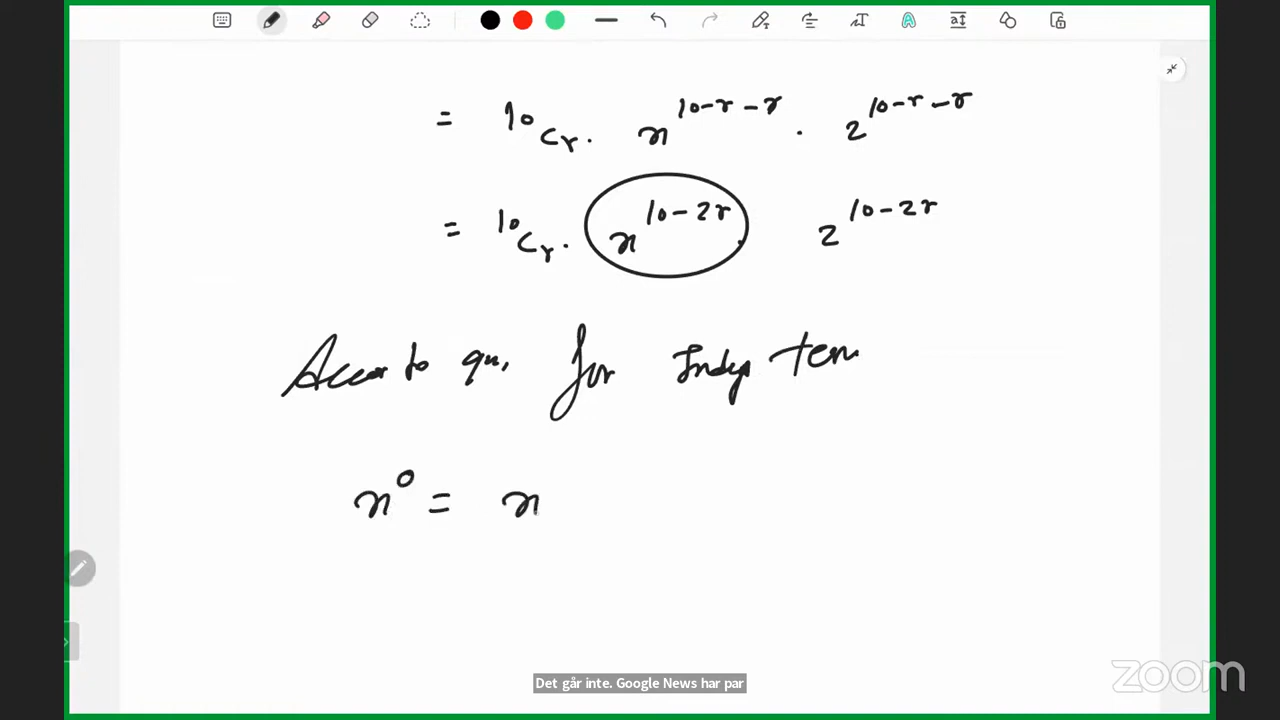 = 10Cr. x^10-r-r . 2^10-r-r
= 10Cr. x^10-2r 2^10-2r
Accor to qu. for Indep term
x^0 = x
Det går inte. Google News har par
zoom